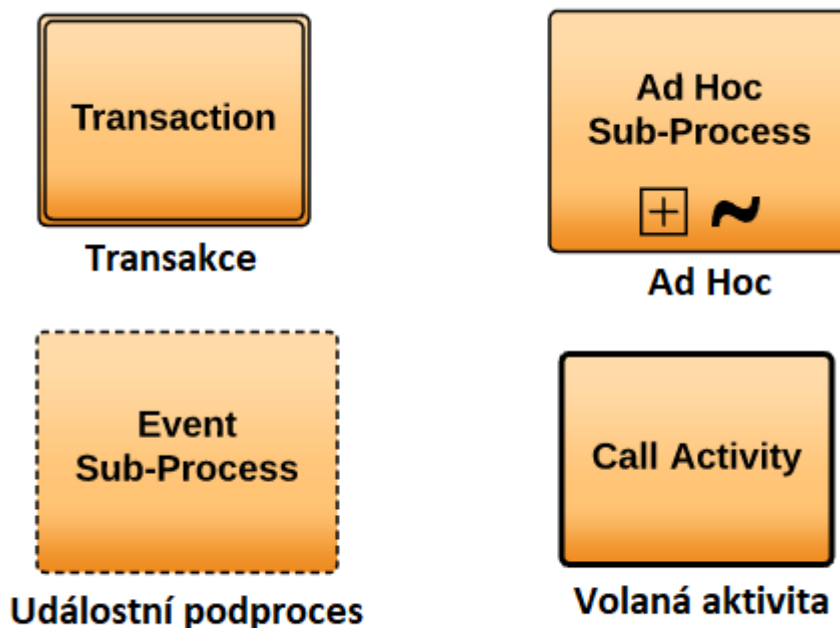 Transaction
Transakce
Ad Hoc
Sub-Process
Ad Hoc
Event
Sub-Process
Událostní podproces
Call Activity
Volaná aktivita